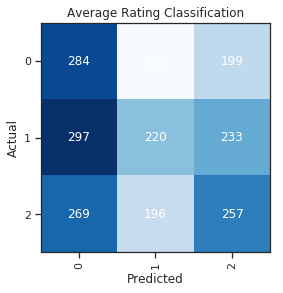 Average Rating Classification
Actual
0 284 199
1 297 220 233
2 269 196 257
0 1 2
Predicted